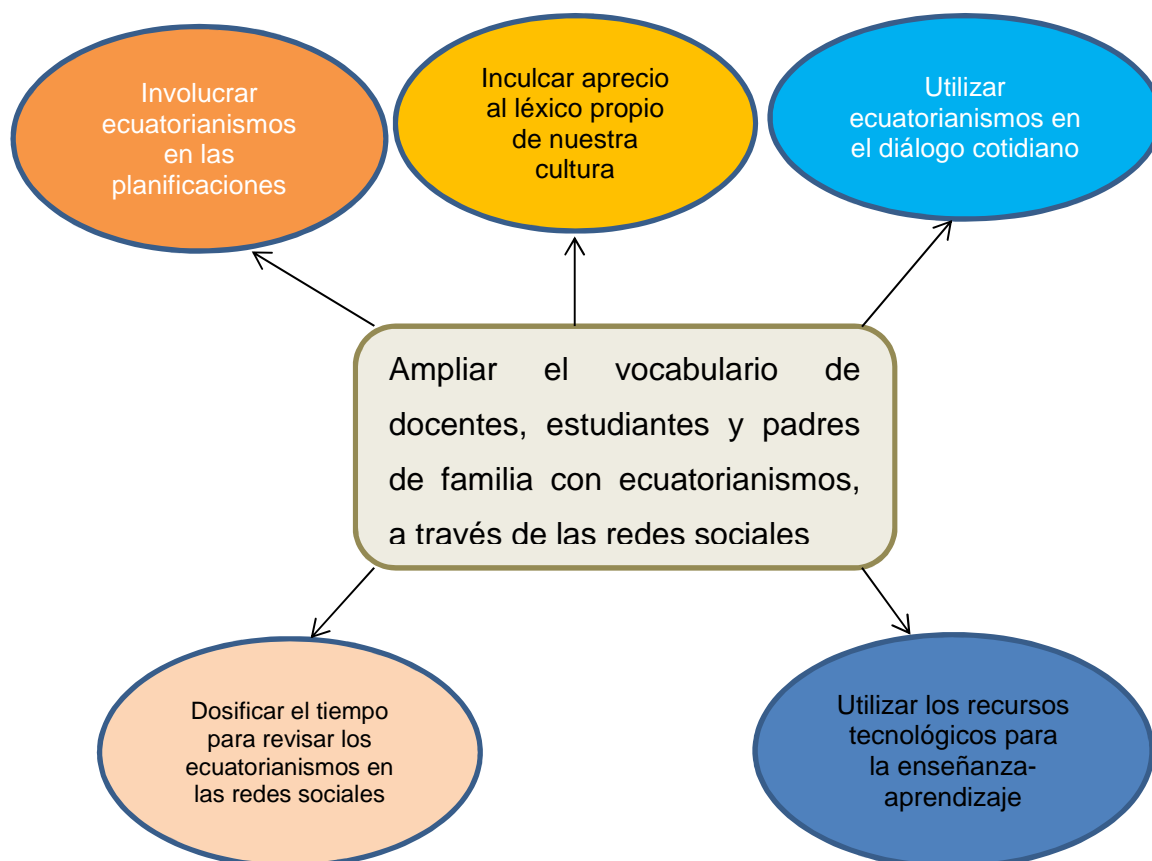 Involucrar
ecuatorianismos
en las
planificaciones
Inculcar aprecio
al léxico propio
de nuestra
cultura
Utilizar
ecuatorianismos en
el diálogo cotidiano
Ampliar el vocabulario de
docentes, estudiantes y padres
de familia con ecuatorianismos,
a través de las redes sociales
Dosificar el tiempo
para revisar los
ecuatorianismos en
las redes sociales
Utilizar los recursos
tecnológicos para
la enseñanza-
aprendizaje